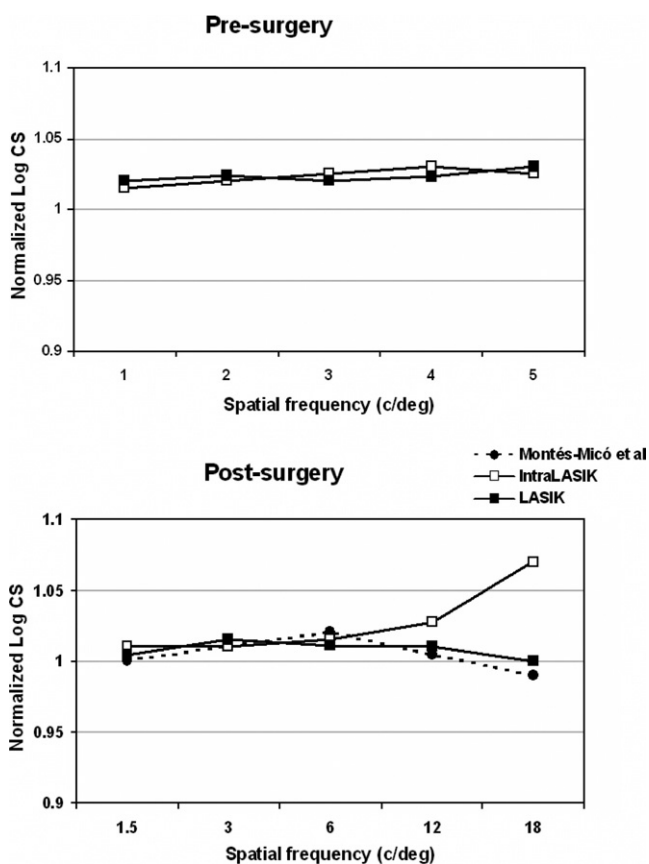 Pre-surgery
1.1
1.05
1
0.95
0.9
Normalized Log CS
1 2 3 4 5
Spatial frequency (c/deg)
Post-surgery
Montés-Micó et al
IntraLASIK
LASIK
1.1
1.05
1
0.95
0.9
Normalized Log CS
1.5 3 6 12 18
Spatial frequency (c/deg)